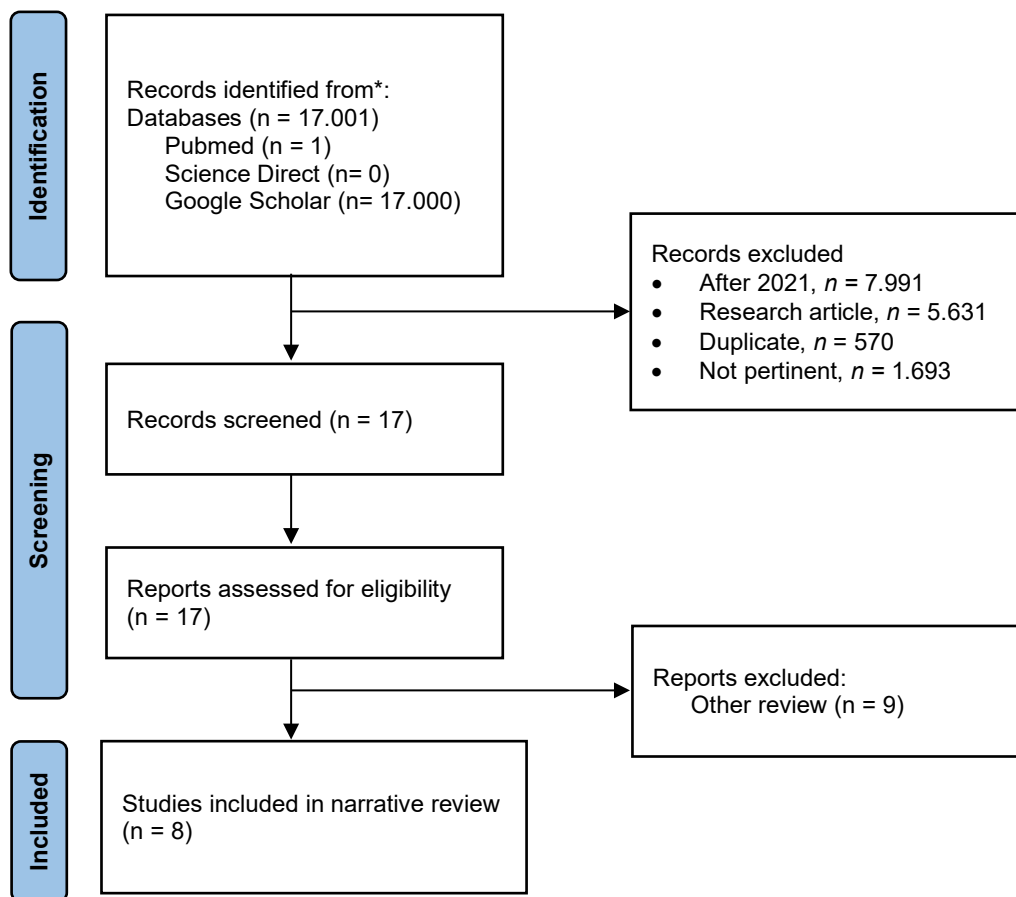 Identification
Records identified from*:
Databases (n = 17.001)
Pubmed (n = 1)
Science Direct (n= 0)
Google Scholar (n= 17.000)
Records excluded
• After 2021, n = 7.991
• Research article, n = 5.631
• Duplicate, n = 570
• Not pertinent, n = 1.693
Screening
Records screened (n = 17)
Reports assessed for eligibility
(n = 17)
Reports excluded:
Other review (n = 9)
Included
Studies included in narrative review
(n = 8)